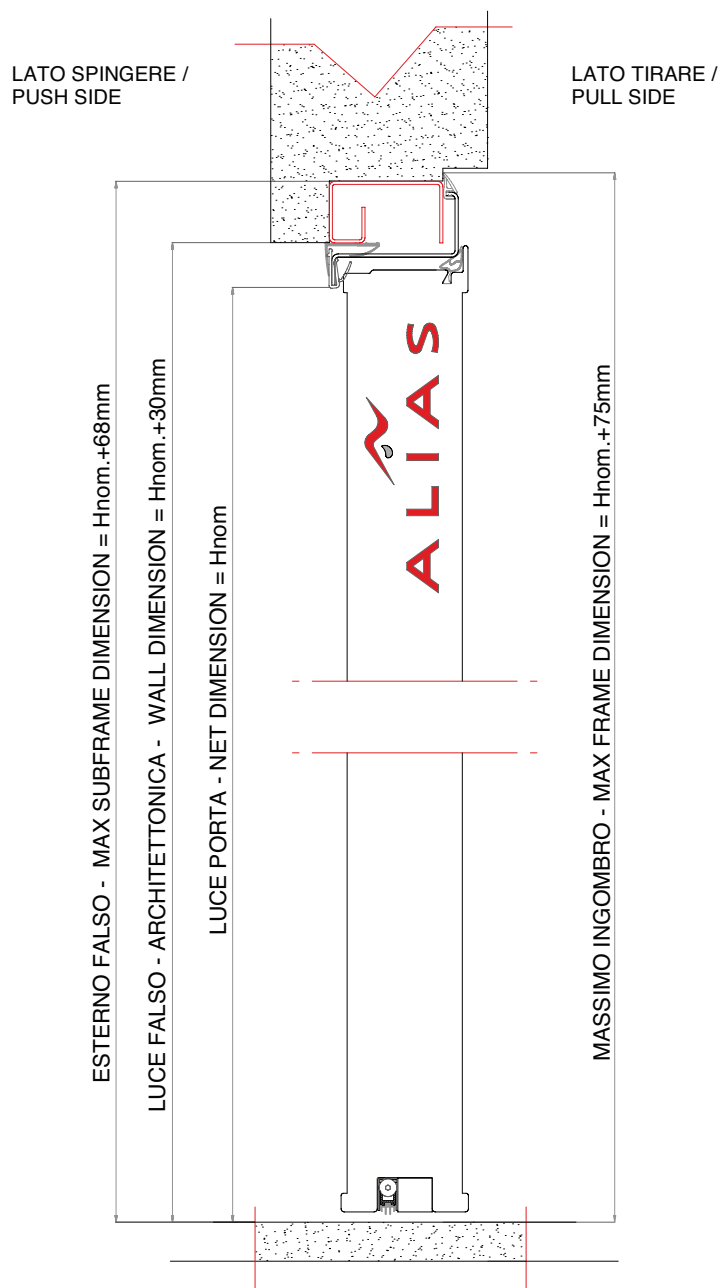 LATO SPINGERE /
PUSH SIDE
LATO TIRARE /
PULL SIDE
ESTERNO FALSO - MAX SUBFRAME DIMENSION = Hnom.+68mm
LUCE FALSO - ARCHITETTONICA - WALL DIMENSION = Hnom.+30mm
LUCE PORTA - NET DIMENSION = Hnom
ALIAS
MASSIMO INGOMBRO - MAX FRAME DIMENSION = Hnom.+75mm